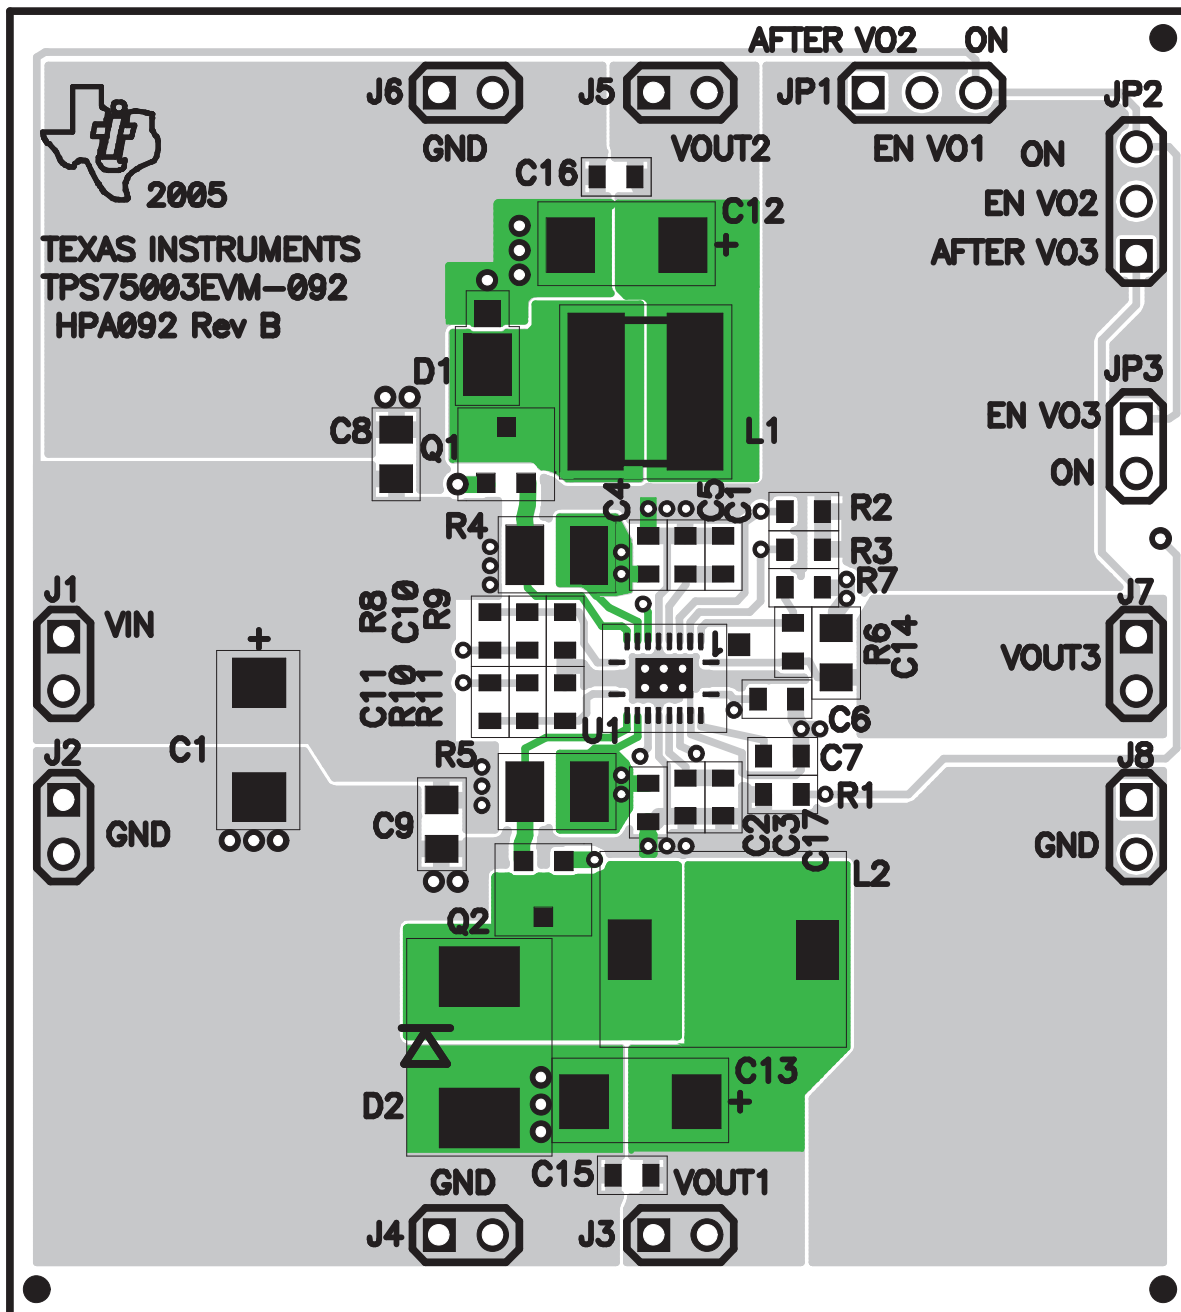 AFTER VO2 ON
J6
J5
JP1
JP2
GND
VOUT2
EN VO1
ON
C16
2005
EN VO2
C12
+
TEXAS INSTRUMENTS
AFTER VO3
TPS75003EVM-092
HPA092 Rev B
D1
JP3
C8
Q1
L1
EN VO3
ON
C4
C5
C1
R2
R4
R3
R7
J1
VIN
R8
C10
R9
J7
+
R6
C14
VOUT3
1
C11
R10
R11
U1
C6
C1
J2
R5
C7
J8
R1
GND
C9
C2
C3
C17
GND
L2
Q2
C13
+
D2
C15
GND
VOUT1
J4
J3